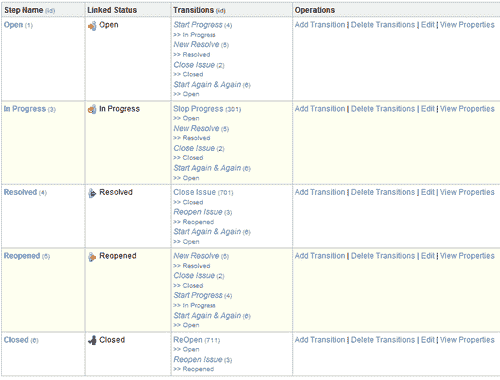 Step Name (id) Linked Status Transitions (id) Operations
Open (1) Open Start Progress (4) Add Transition | Delete Transitions | Edit | View Properties
>> In Progress
New Resolve (5)
>> Resolved
Close Issue (2)
>> Closed
Start Again & Again (6)
>> Open
In Progress (3) In Progress Stop Progress (301) Add Transition | Delete Transitions | Edit | View Properties
>> Open
New Resolve (5)
>> Resolved
Close Issue (2)
>> Closed
Start Again & Again (6)
>> Open
Resolved (4) Resolved Close Issue (701) Add Transition | Delete Transitions | Edit | View Properties
>> Closed
Reopen Issue (3)
>> Reopened
Start Again & Again (6)
>> Open
Reopened (5) Reopened New Resolve (5) Add Transition | Delete Transitions | Edit | View Properties
>> Resolved
Close Issue (2)
>> Closed
Start Progress (4)
>> In Progress
Start Again & Again (6)
>> Open
Closed (6) Closed ReOpen (711) Add Transition | Delete Transitions | Edit | View Properties
>> Open
Reopen Issue (3)
>> Reopened